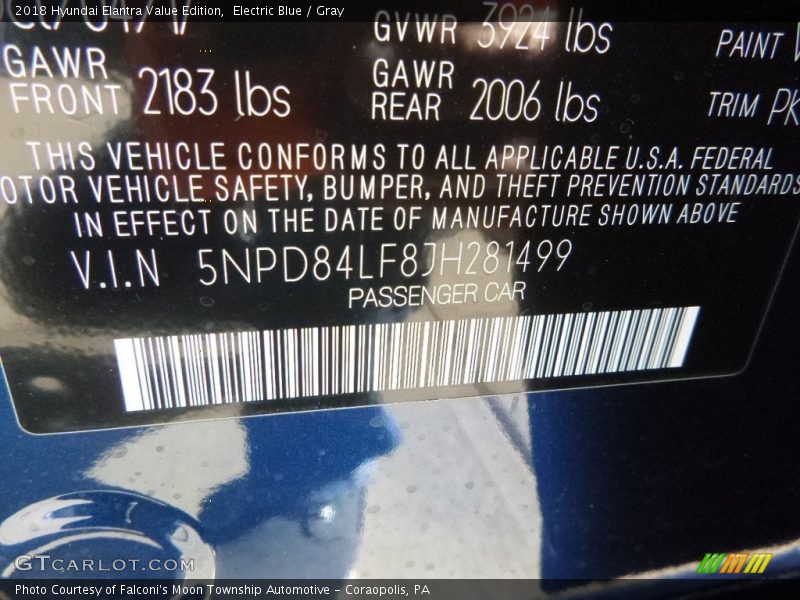 2018 Hyundai Elantra Value Edition, Electric Blue / Gray
GVWR 3924 lbs
PAINT
GAWR FRONT 2183 lbs
GAWR REAR 2006 lbs
TRIM PK
THIS VEHICLE CONFORMS TO ALL APPLICABLE U.S.A. FEDERAL
OTOR VEHICLE SAFETY, BUMPER, AND THEFT PREVENTION STANDARDS
IN EFFECT ON THE DATE OF MANUFACTURE SHOWN ABOVE
V.I.N 5NPD84LF8JH281499
PASSENGER CAR
GTCARLOT.COM
Photo Courtesy of Falconi's Moon Township Automotive - Coraopolis, PA